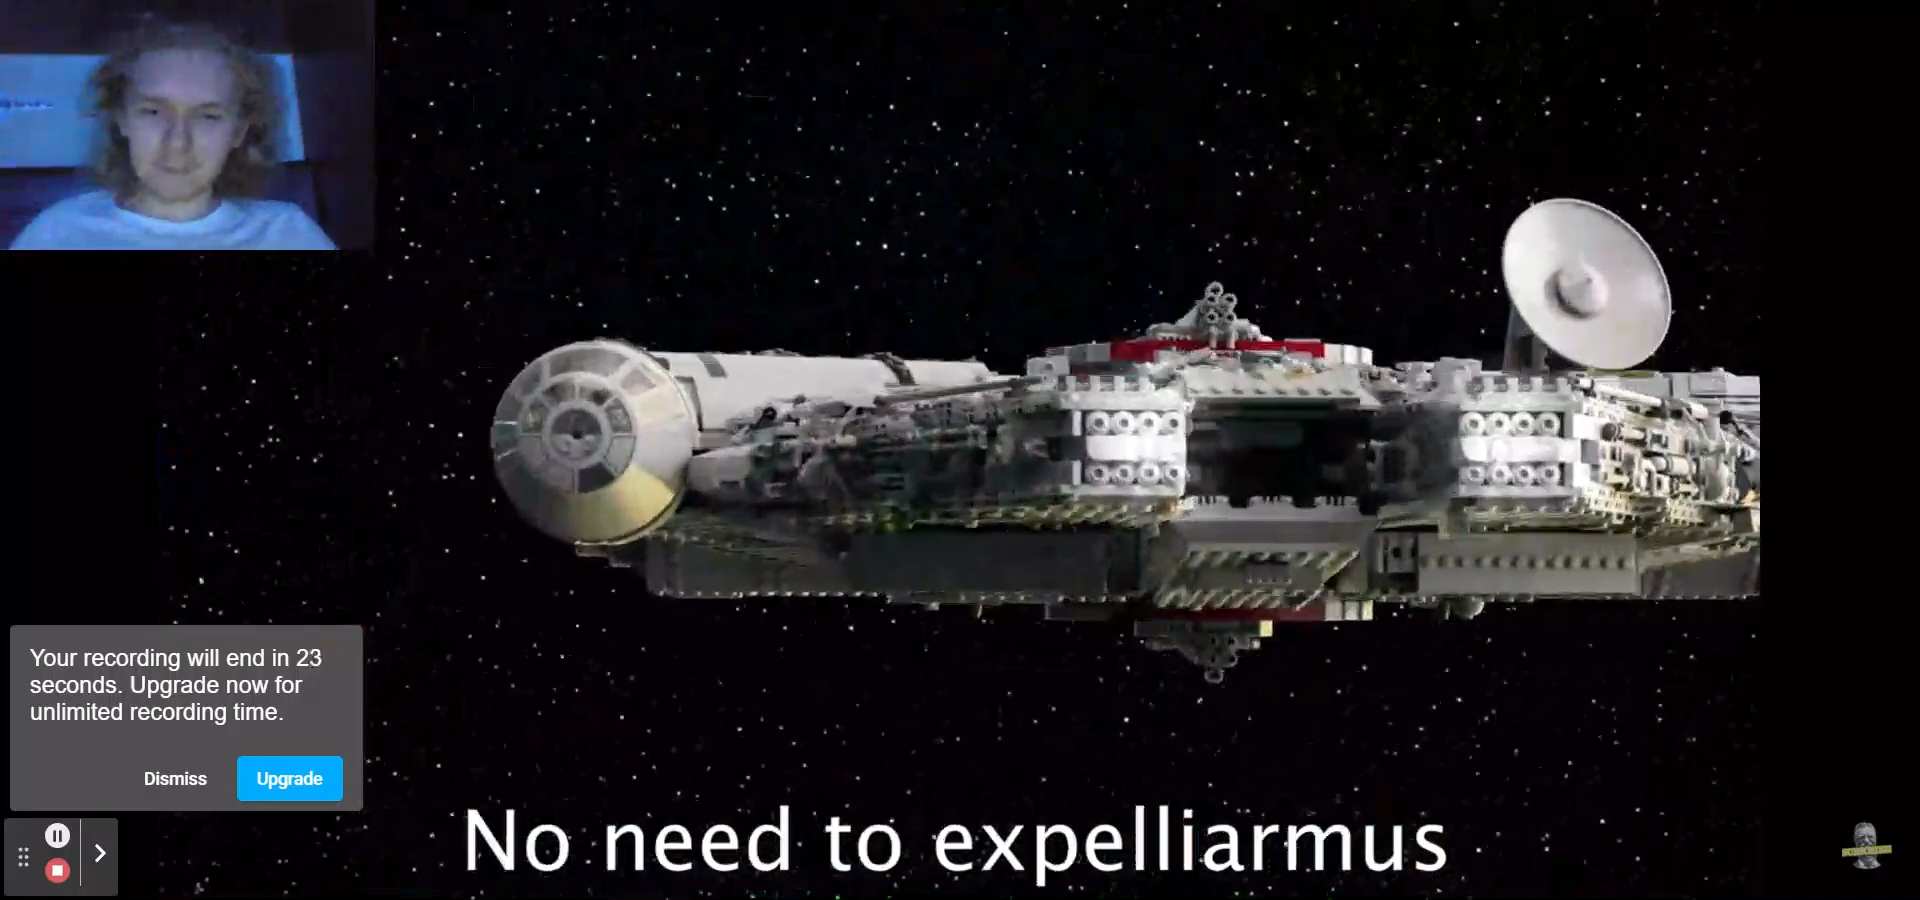 Your recording will end in 23
seconds. Upgrade now for
unlimited recording time.
Dismiss
Upgrade
No need to expelliarmus